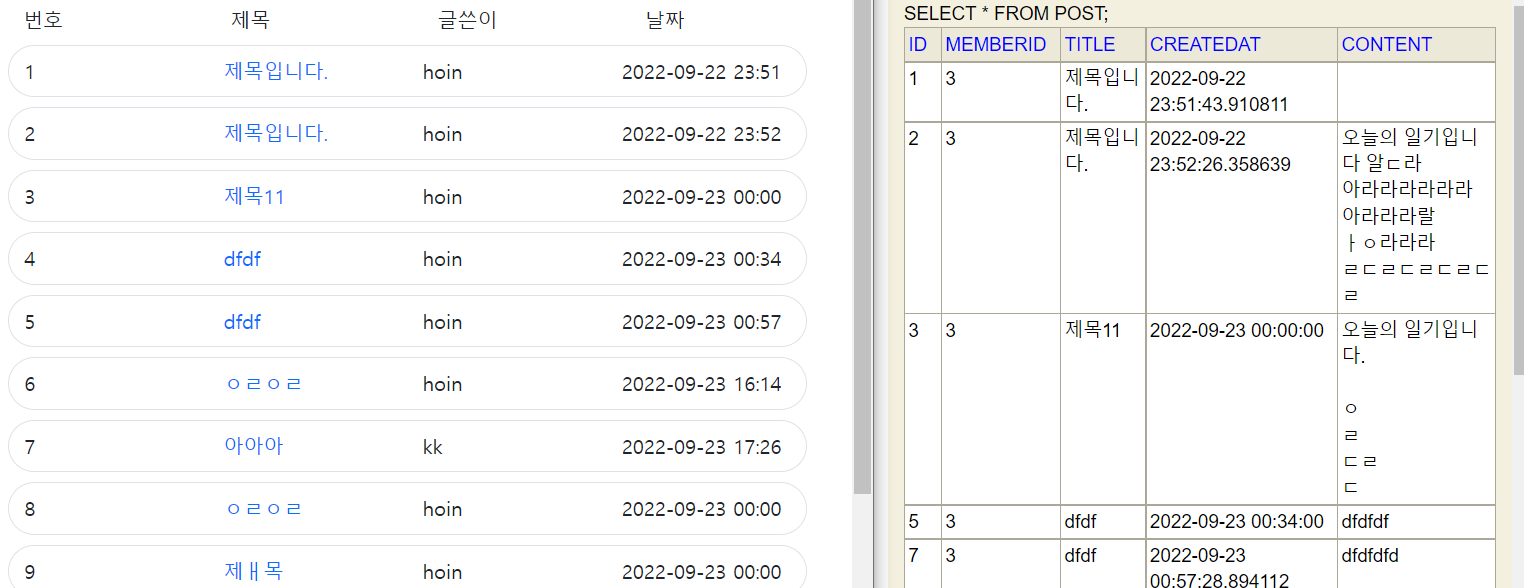 번호 제목 글쓴이 날짜
1 제목입니다. hoin 2022-09-22 23:51
2 제목입니다. hoin 2022-09-22 23:52
3 제목11 hoin 2022-09-23 00:00
4 dfdf hoin 2022-09-23 00:34
5 dfdf hoin 2022-09-23 00:57
6 ㅇㄹㅇㄹ hoin 2022-09-23 16:14
7 아아아 kk 2022-09-23 17:26
8 ㅇㄹㅇㄹ hoin 2022-09-23 00:00
9 제ㅐ목 hoin 2022-09-23 00:00
SELECT * FROM POST;
ID MEMBERID TITLE CREATEDAT CONTENT
1 3 제목입니 2022-09-22
다. 23:51:43.910811
2 3 제목입니 2022-09-22 오늘의 일기입니
다. 23:52:26.358639 다 알ㄷ라
아라라라라라라
아라라라랄
ㅏㅇ라라라
ㄹㄷㄹㄷㄹㄷㄹㄷ
ㄹ
3 3 제목11 2022-09-23 00:00:00 오늘의 일기입니
다.
ㅇ
ㄹ
ㄷㄹ
ㄷ
5 3 dfdf 2022-09-23 00:34:00 dfdfdf
7 3 dfdf 2022-09-23 dfdfdfd
00:57:28.894112